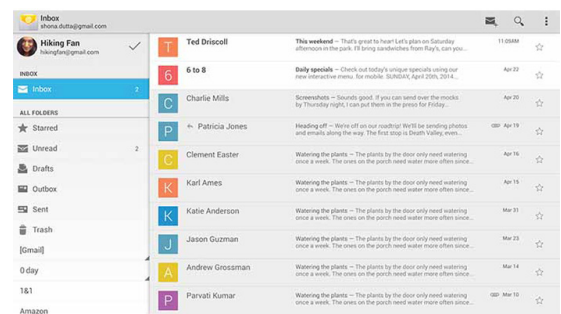 Inbox
shona.dutta@gmail.com
Hiking Fan
hikingfan@gmail.com
INBOX
Inbox 2
ALL FOLDERS
Starred
Unread 2
Drafts
Outbox
Sent
Trash
[Gmail]
0 day
1&1
Amazon
T Ted Driscoll This weekend – That's great to hear! Let's plan on Saturday 11:05AM
afternoon in the park. I'll bring sandwiches from Ray's, can you...
6 6 to 8 Daily specials – Check out today's unique specials using our Apr 22
new interactive menu. for mobile. SUNDAY, April 20th, 2014...
C Charlie Mills Screenshots – Sounds good. If you can send over the mocks Apr 20
by Thursday night, I can put them in the press for Friday...
P Patricia Jones Heading off – We're off on our roadtrip! We'll be sending photos Apr 19
and emails along the way. The first stop is Death Valley, even...
C Clement Easter Watering the plants – The plants by the door only need watering Apr 16
once a week. The ones on the porch need water more often since...
K Karl Ames Watering the plants – The plants by the door only need watering Apr 15
once a week. The ones on the porch need water more often since...
K Katie Anderson Watering the plants – The plants by the door only need watering Mar 31
once a week. The ones on the porch need water more often since...
J Jason Guzman Watering the plants – The plants by the door only need watering Mar 23
once a week. The ones on the porch need water more often since...
A Andrew Grossman Watering the plants – The plants by the door only need watering Mar 14
once a week. The ones on the porch need water more often since...
P Parvati Kumar Watering the plants – The plants by the door only need watering Mar 10
once a week. The ones on the porch need water more often since...